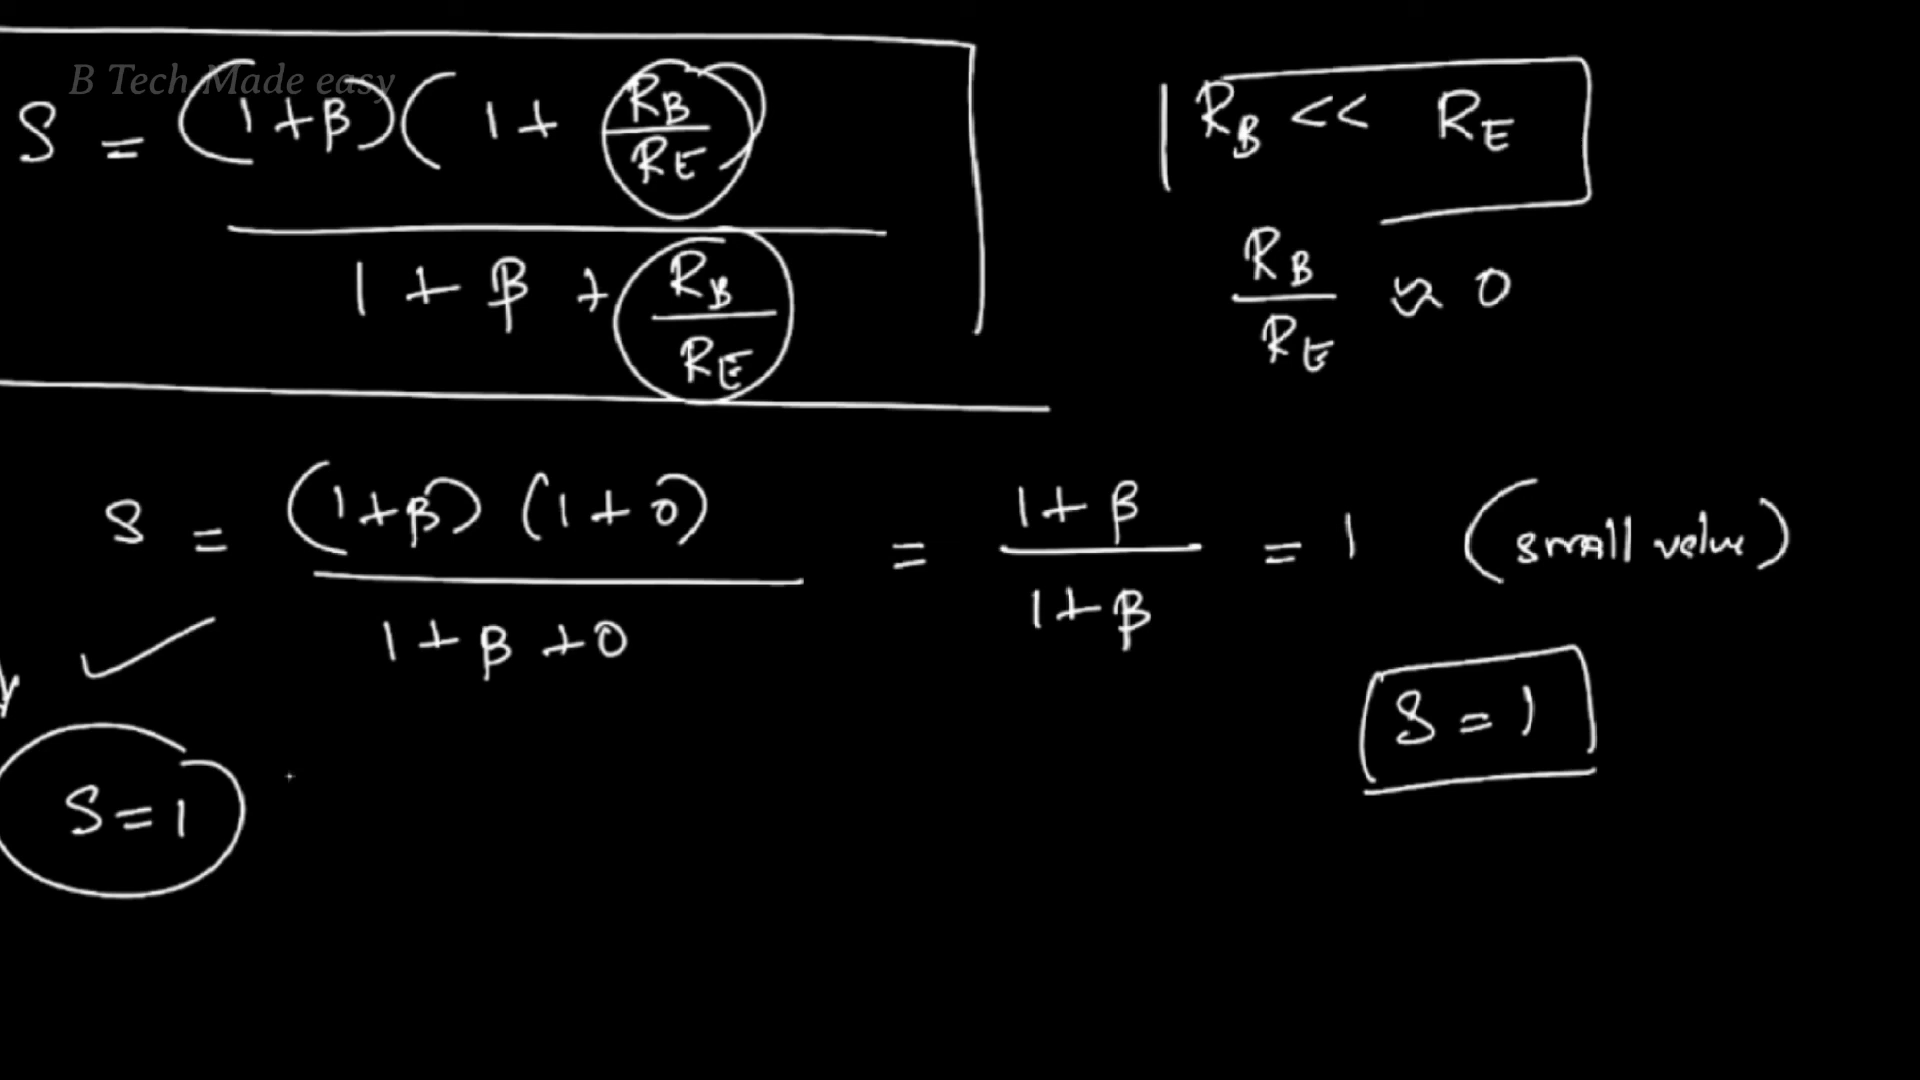 B Tech Made easy
S = (1+β)(1 + RB/RE)
1 + β + RB/RE
RB << RE
RB/RE ≈ 0
S = (1+β) (1+0) / 1+β+0 = 1+β / 1+β = 1 (small value)
S = 1
S = 1